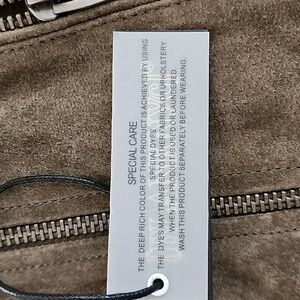 SPECIAL CARE
THE DEEP RICH COLOR OF THIS PRODUCT IS ACHIEVED BY USING
SPECIAL DYES
THE DYES MAY TRANSFER TO OTHER FABRICS OR UPHOLSTERY
WHEN THE PRODUCT IS USED OR LAUNDERED
WASH THIS PRODUCT SEPARATELY BEFORE WEARING